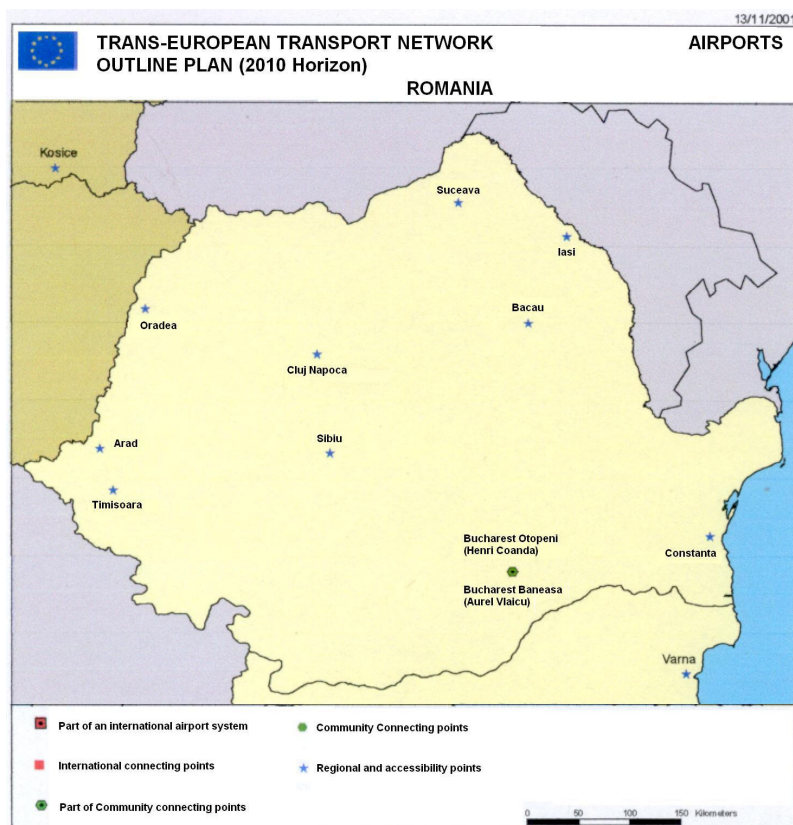 13/11/2001
TRANS-EUROPEAN TRANSPORT NETWORK
OUTLINE PLAN (2010 Horizon)
AIRPORTS
ROMANIA
Kosice
Suceava
Iasi
Oradea
Bacau
Cluj Napoca
Arad
Sibiu
Timisoara
Bucharest Otopeni
(Henri Coanda)
Constanta
Bucharest Baneasa
(Aurel Vlaicu)
Varna
Part of an international airport system
Community Connecting points
International connecting points
Regional and accessibility points
Part of Community connecting points
0 50 100 150 Kilometers